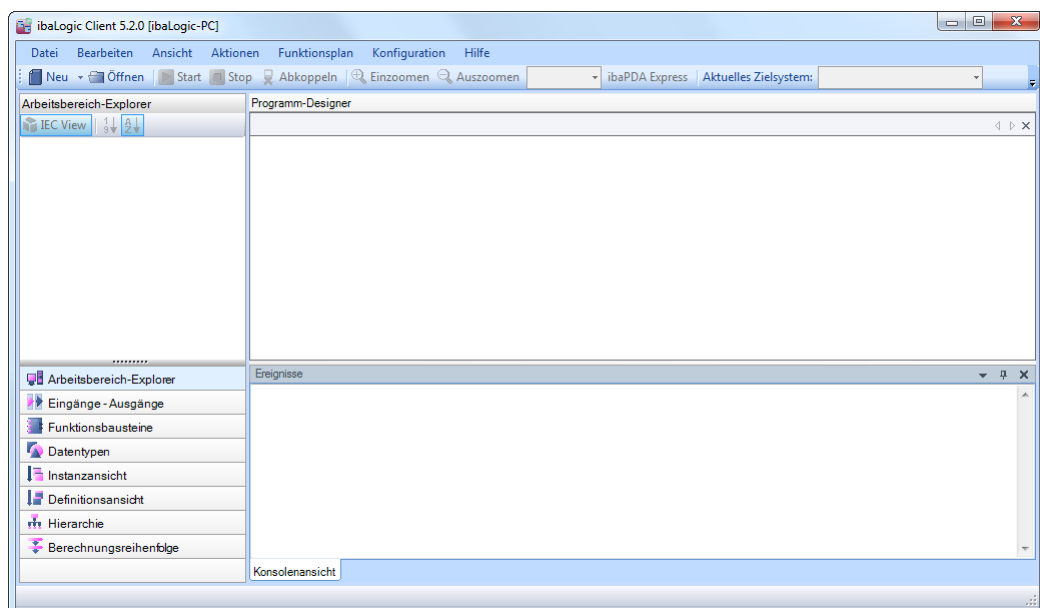 ibaLogic Client 5.2.0 [ibaLogic-PC]
Datei Bearbeiten Ansicht Aktionen Funktionsplan Konfiguration Hilfe
Neu Öffnen Start Stop Abkoppeln Einzoomen Auszoomen ibaPDA Express Aktuelles Zielsystem:
Arbeitsbereich-Explorer
Programm-Designer
IEC View
Arbeitsbereich-Explorer
Eingänge - Ausgänge
Funktionsbausteine
Datentypen
Instanzansicht
Definitionsansicht
Hierarchie
Berechnungsreihenfolge
Ereignisse
Konsolenansicht